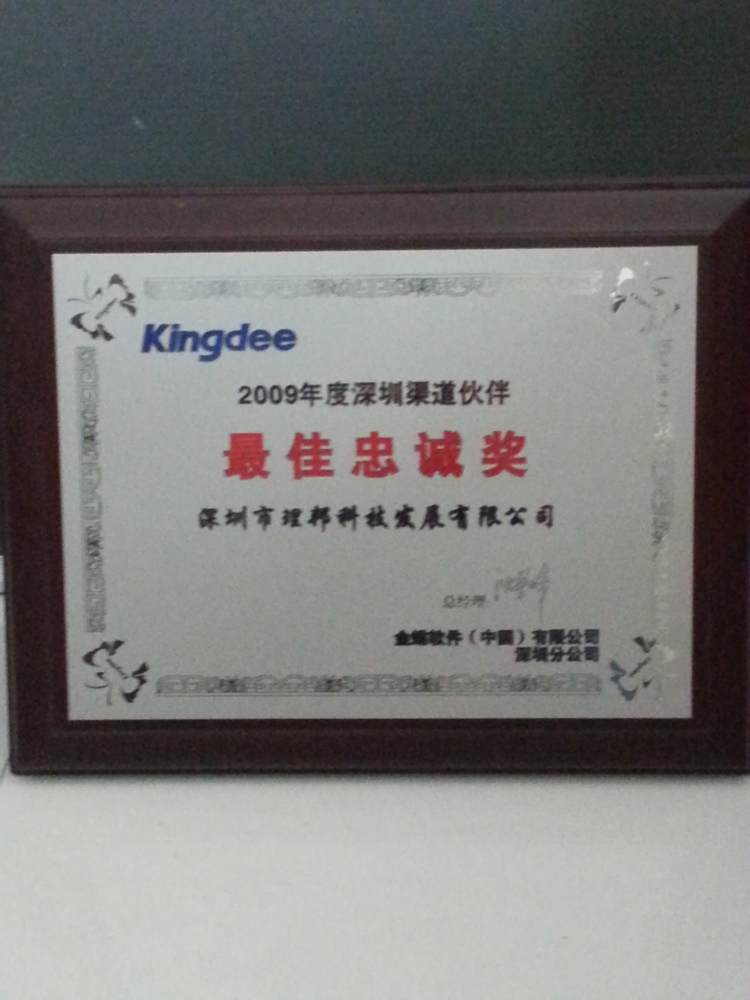 Kingdee
2009年度深圳渠道伙伴
最佳忠诚奖
深圳市理邦科技发展有限公司
总经理
金蝶软件（中国）有限公司
深圳分公司